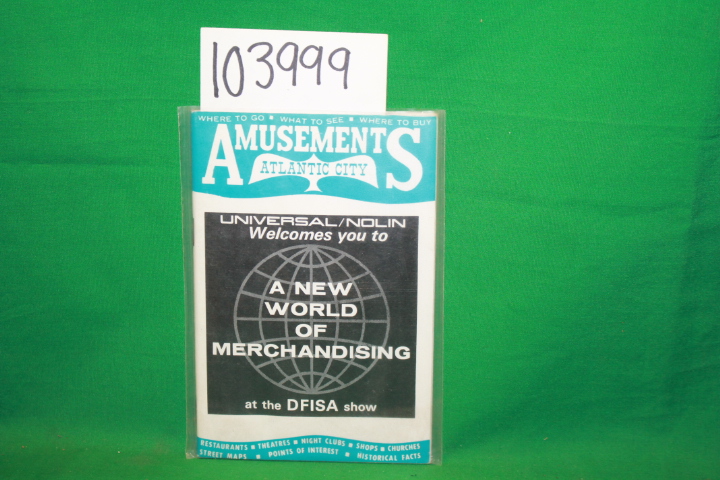 103999
WHERE TO GO ■ WHAT TO SEE ■ WHERE TO BUY
AMUSEMENTS
ATLANTIC CITY
UNIVERSAL/NOLIN
Welcomes you to
A NEW
WORLD
OF
MERCHANDISING
at the DFISA show
RESTAURANTS ■ THEATRES ■ NIGHT CLUBS ■ SHOPS ■ CHURCHES
STREET MAPS ■ POINTS OF INTEREST ■ HISTORICAL FACTS